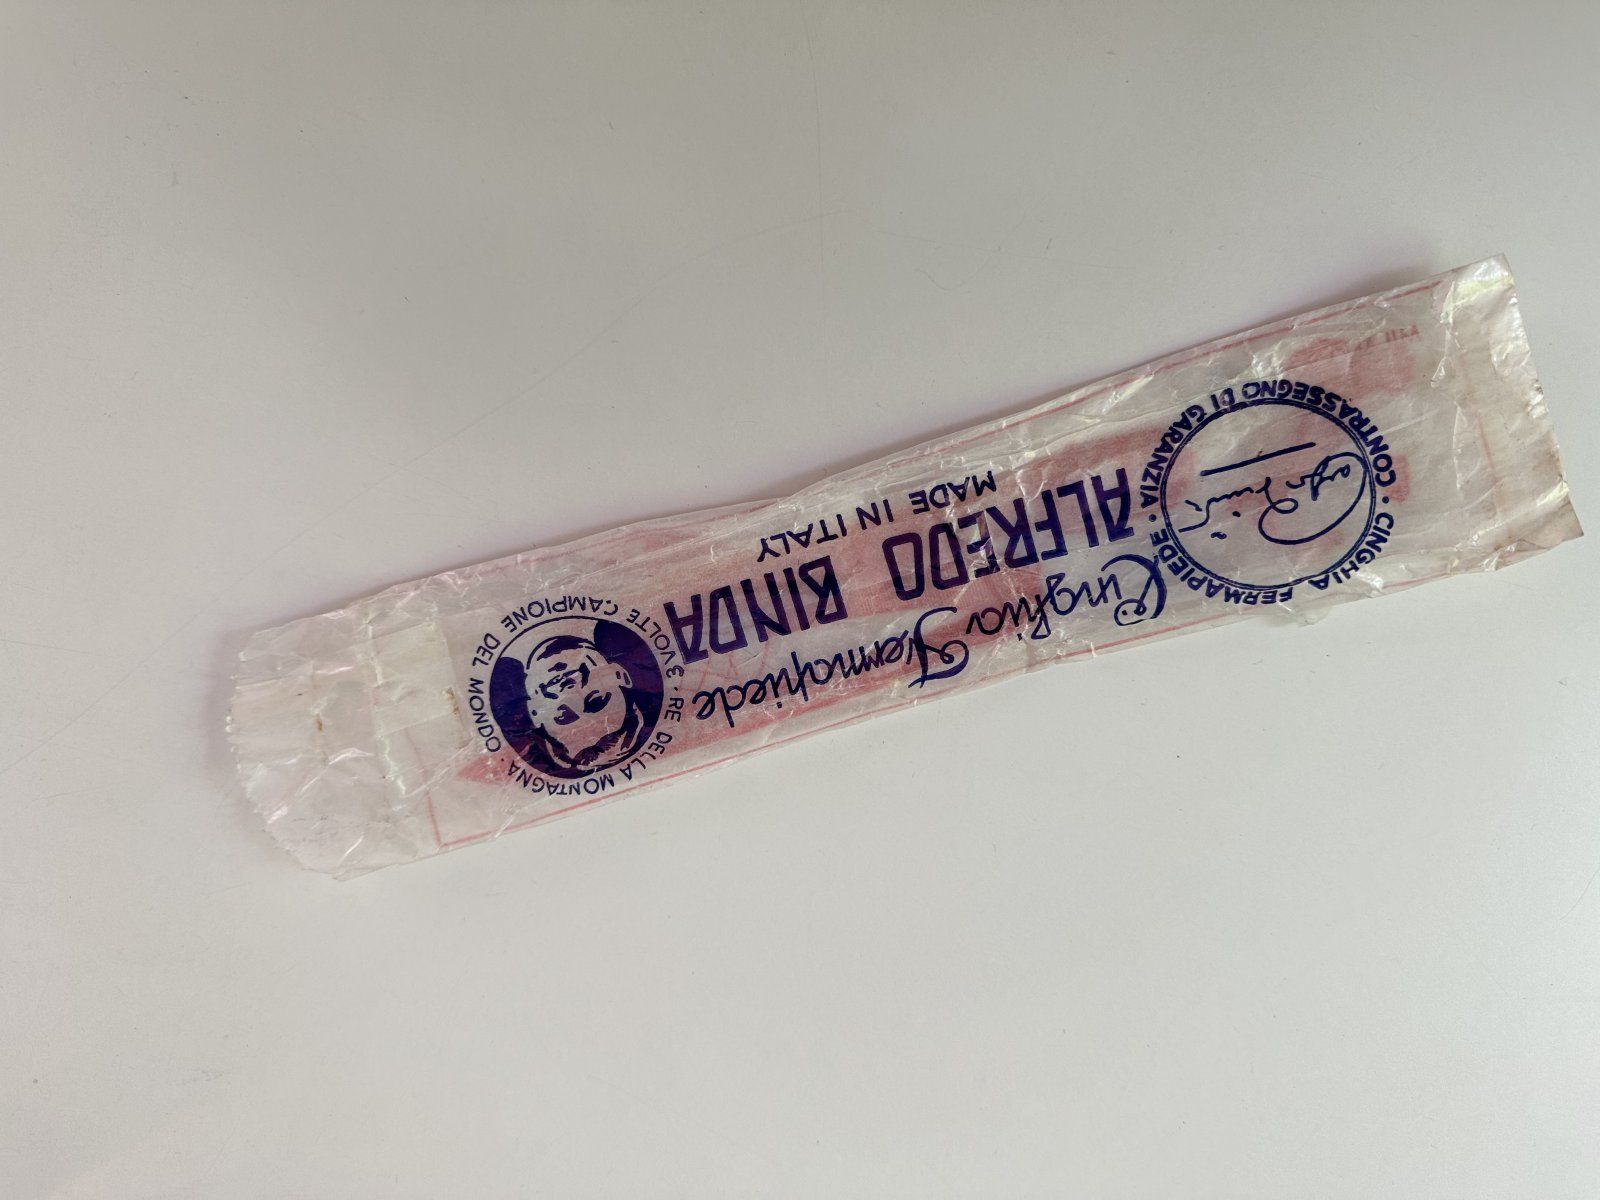 · CINGHIA FERMAPIEDE · CONTRASSEGNO DI GARANZIA
Cinghia Fermapiede
ALFREDO BINDA
MADE IN ITALY
3 VOLTE CAMPIONE DEL MONDO · RE DELLA MONTAGNA ·